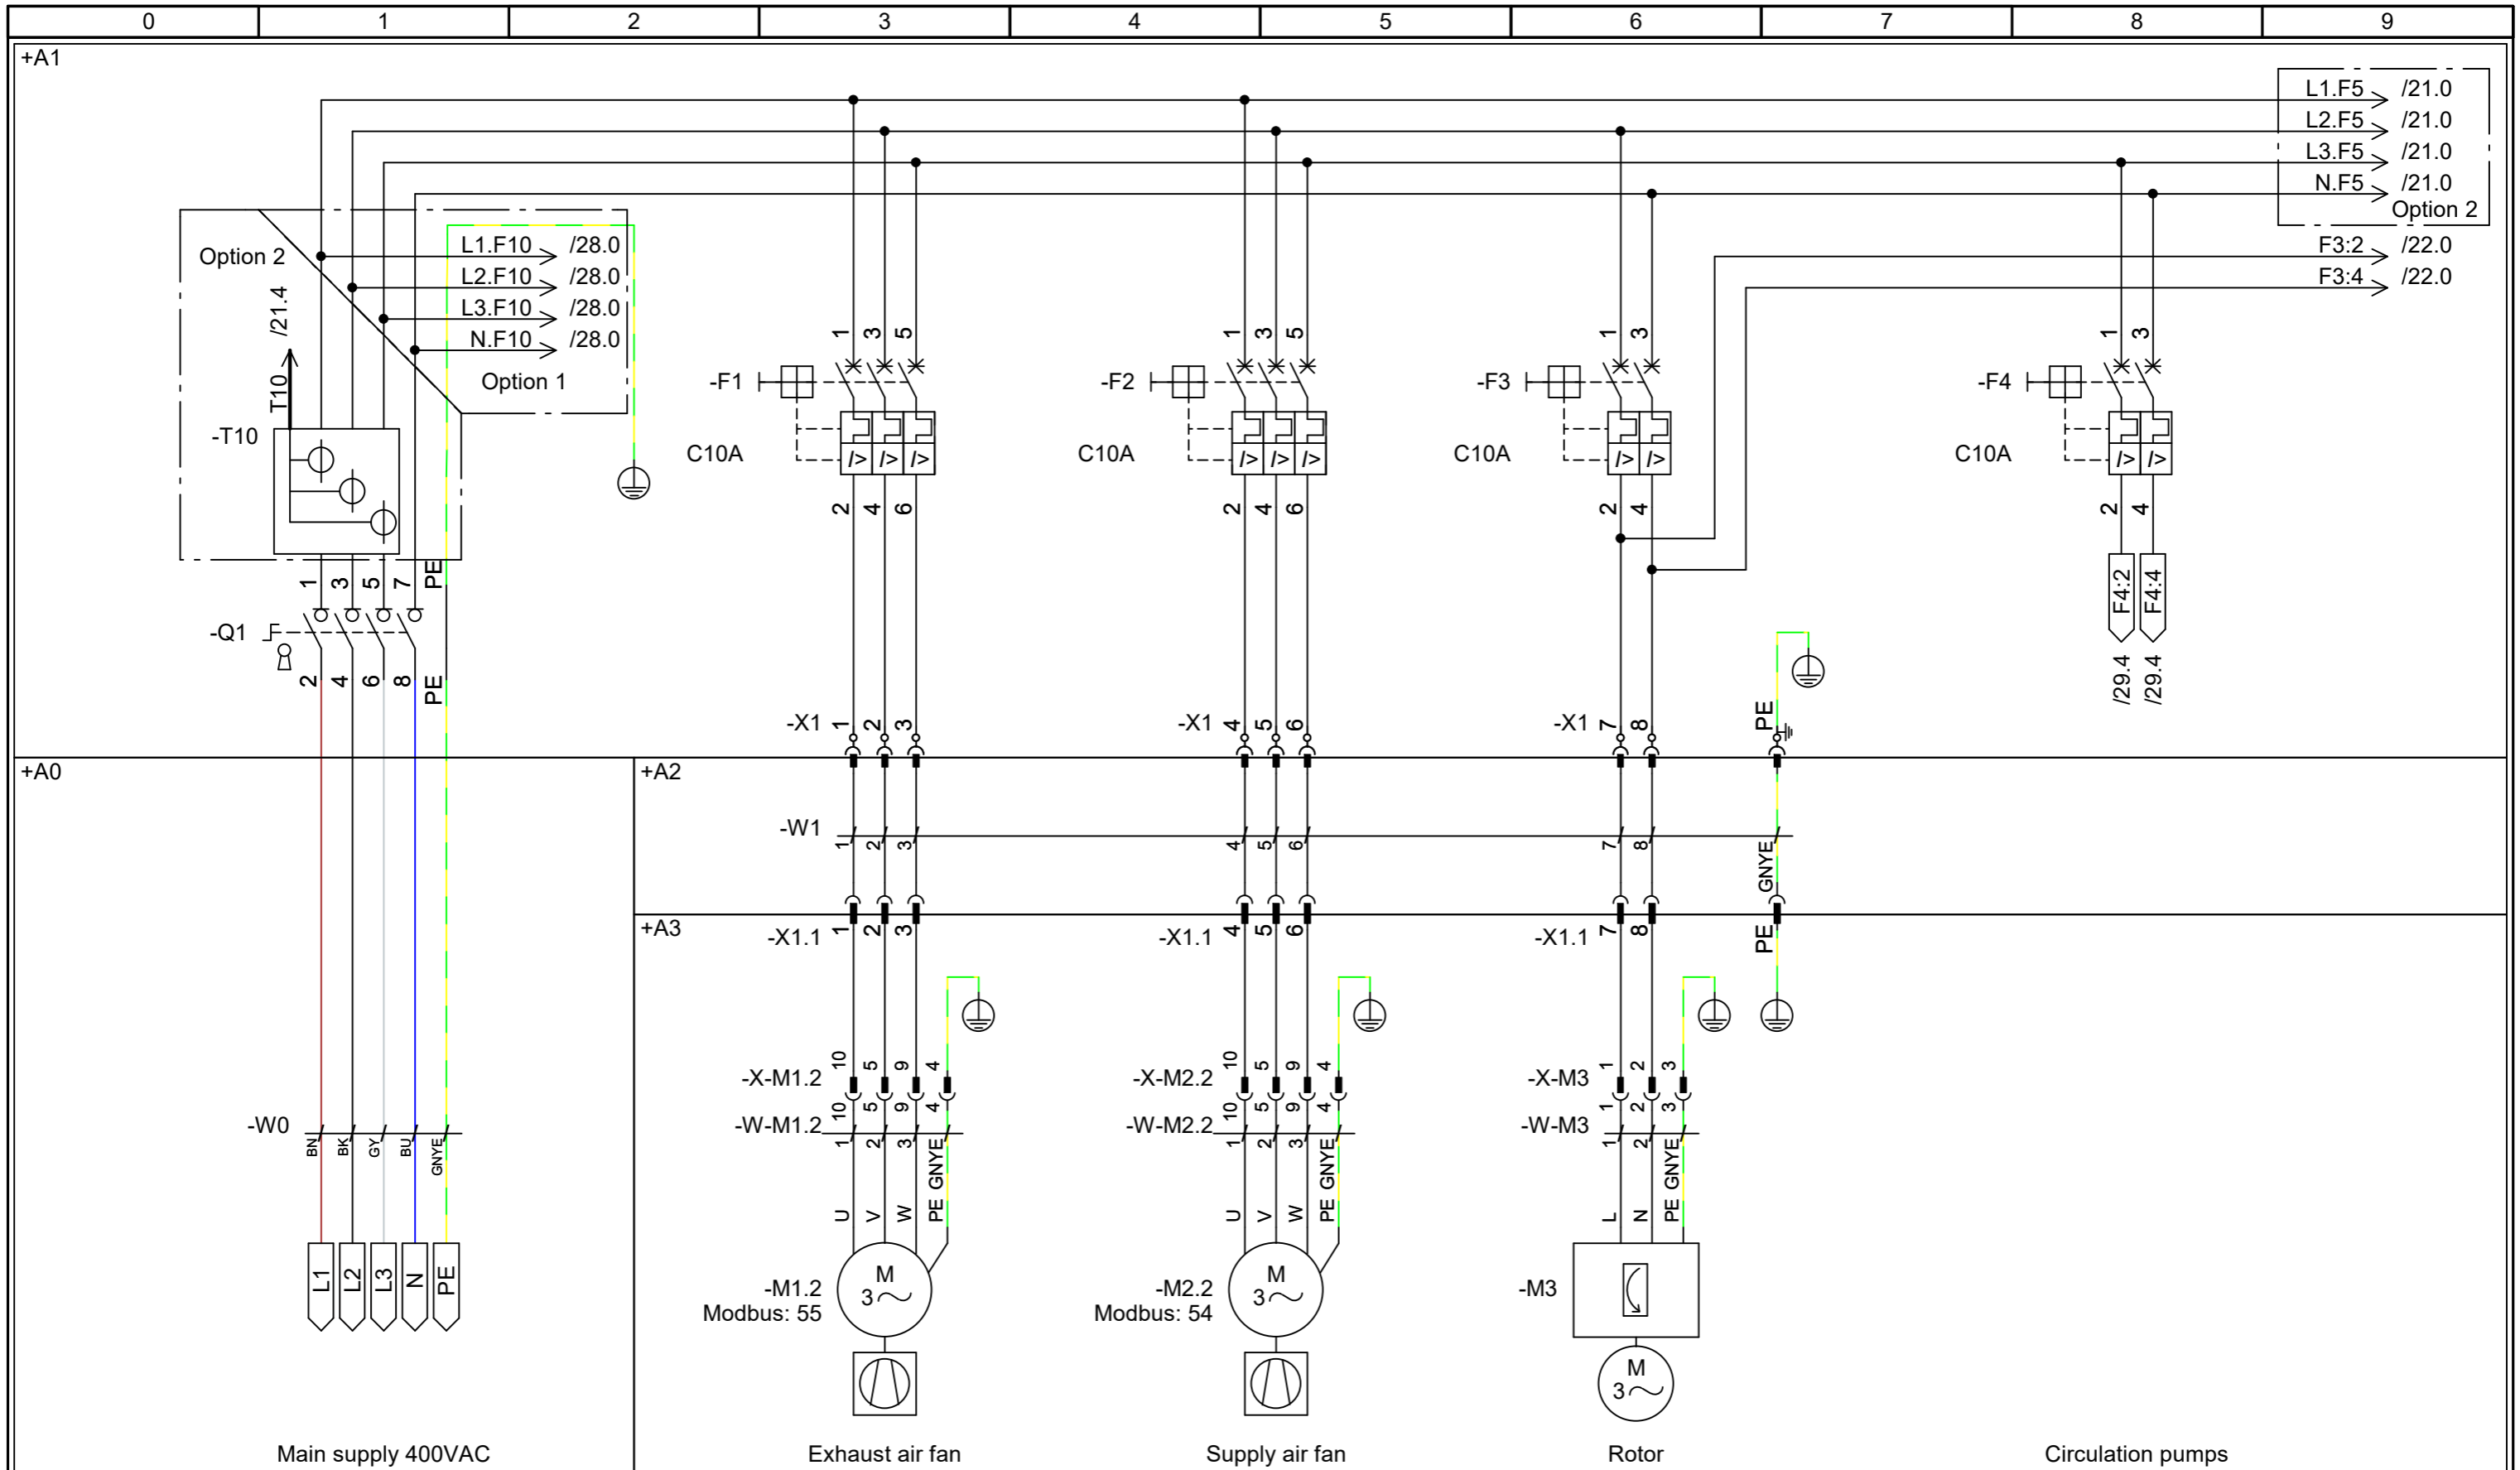 0 1 2 3 4 5 6 7 8 9
+A1
L1.F5 /21.0
L2.F5 /21.0
L3.F5 /21.0
N.F5 /21.0
Option 2
F3:2 /22.0
F3:4 /22.0
Option 2
L1.F10 /28.0
L2.F10 /28.0
L3.F10 /28.0
N.F10 /28.0
Option 1
T10 /21.4
-T10
1 3 5 7 PE
-Q1
2 4 6 8 PE
1 3 5
-F1
C10A
I> I> I>
2 4 6
1 3 5
-F2
C10A
I> I> I>
2 4 6
1 3
-F3
C10A
I> I>
2 4
1 3
-F4
C10A
I> I>
2 4
F4:2 F4:4
/29.4 /29.4
-X1 1 2 3
-X1 4 5 6
-X1 7 8 PE
+A0
+A2
-W1
1 2 3 4 5 6 7 8 GNYE
+A3
-X1.1 1 2 3
-X1.1 4 5 6
-X1.1 7 8 PE
10 5 9 4
-X-M1.2
10 5 9 4
-W-M1.2
1 2 3 GNYE
U V W PE
M
3
-M1.2
Modbus: 55
10 5 9 4
-X-M2.2
10 5 9 4
-W-M2.2
1 2 3 GNYE
U V W PE
M
3
-M2.2
Modbus: 54
1 2 3
-X-M3
1 2 3
-W-M3
1 2 GNYE
L N PE
-M3
M
3
-W0
BN BK GY BU GNYE
L1 L2 L3 N PE
Main supply 400VAC
Exhaust air fan
Supply air fan
Rotor
Circulation pumps